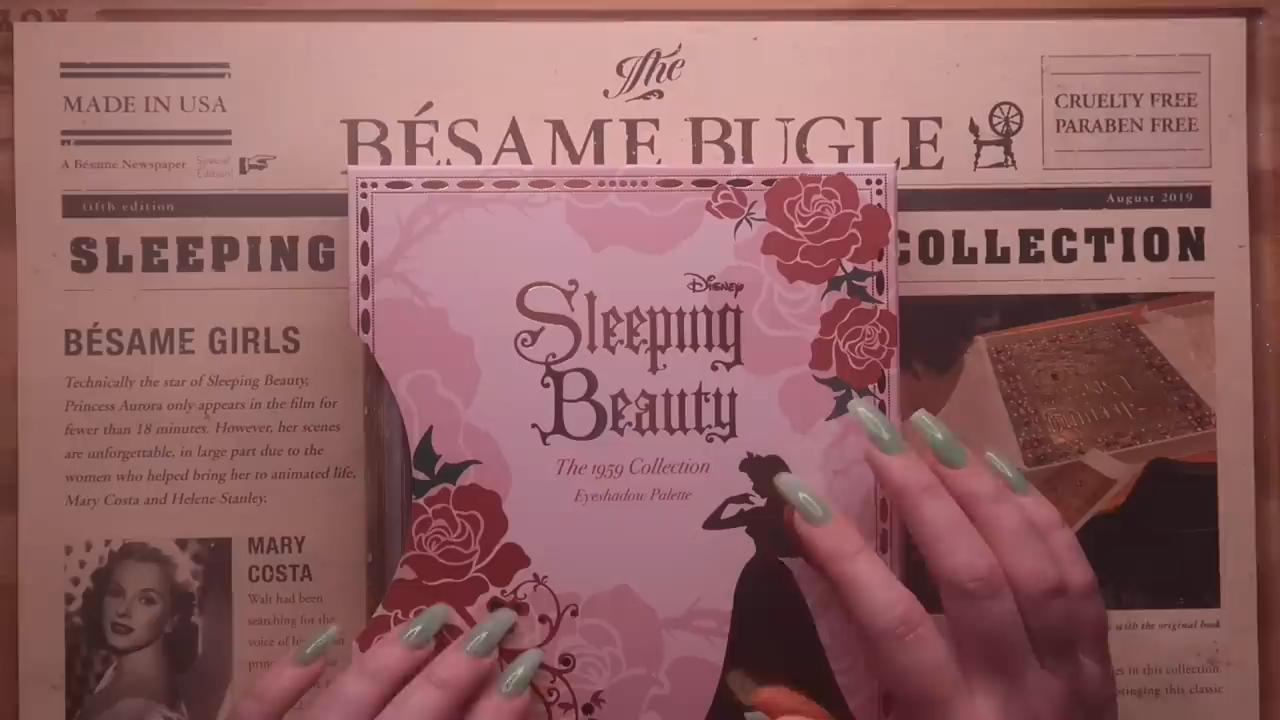 The
MADE IN USA
BÉSAME BUGLE
CRUELTY FREE
PARABEN FREE
A Bésame Newspaper
Special
Edition!
fifth edition
August 2019
SLEEPING
COLLECTION
BÉSAME GIRLS
Technically the star of Sleeping Beauty,
Princess Aurora only appears in the film for
fewer than 18 minutes. However, her scenes
are unforgettable, in large part due to the
women who helped bring her to animated life,
Mary Costa and Helene Stanley.
MARY
COSTA
Walt had been
searching for the
voice of
Disney
Sleeping
Beauty
The 1959 Collection
Eyeshadow Palette
with the original book
in this collection.
this classic